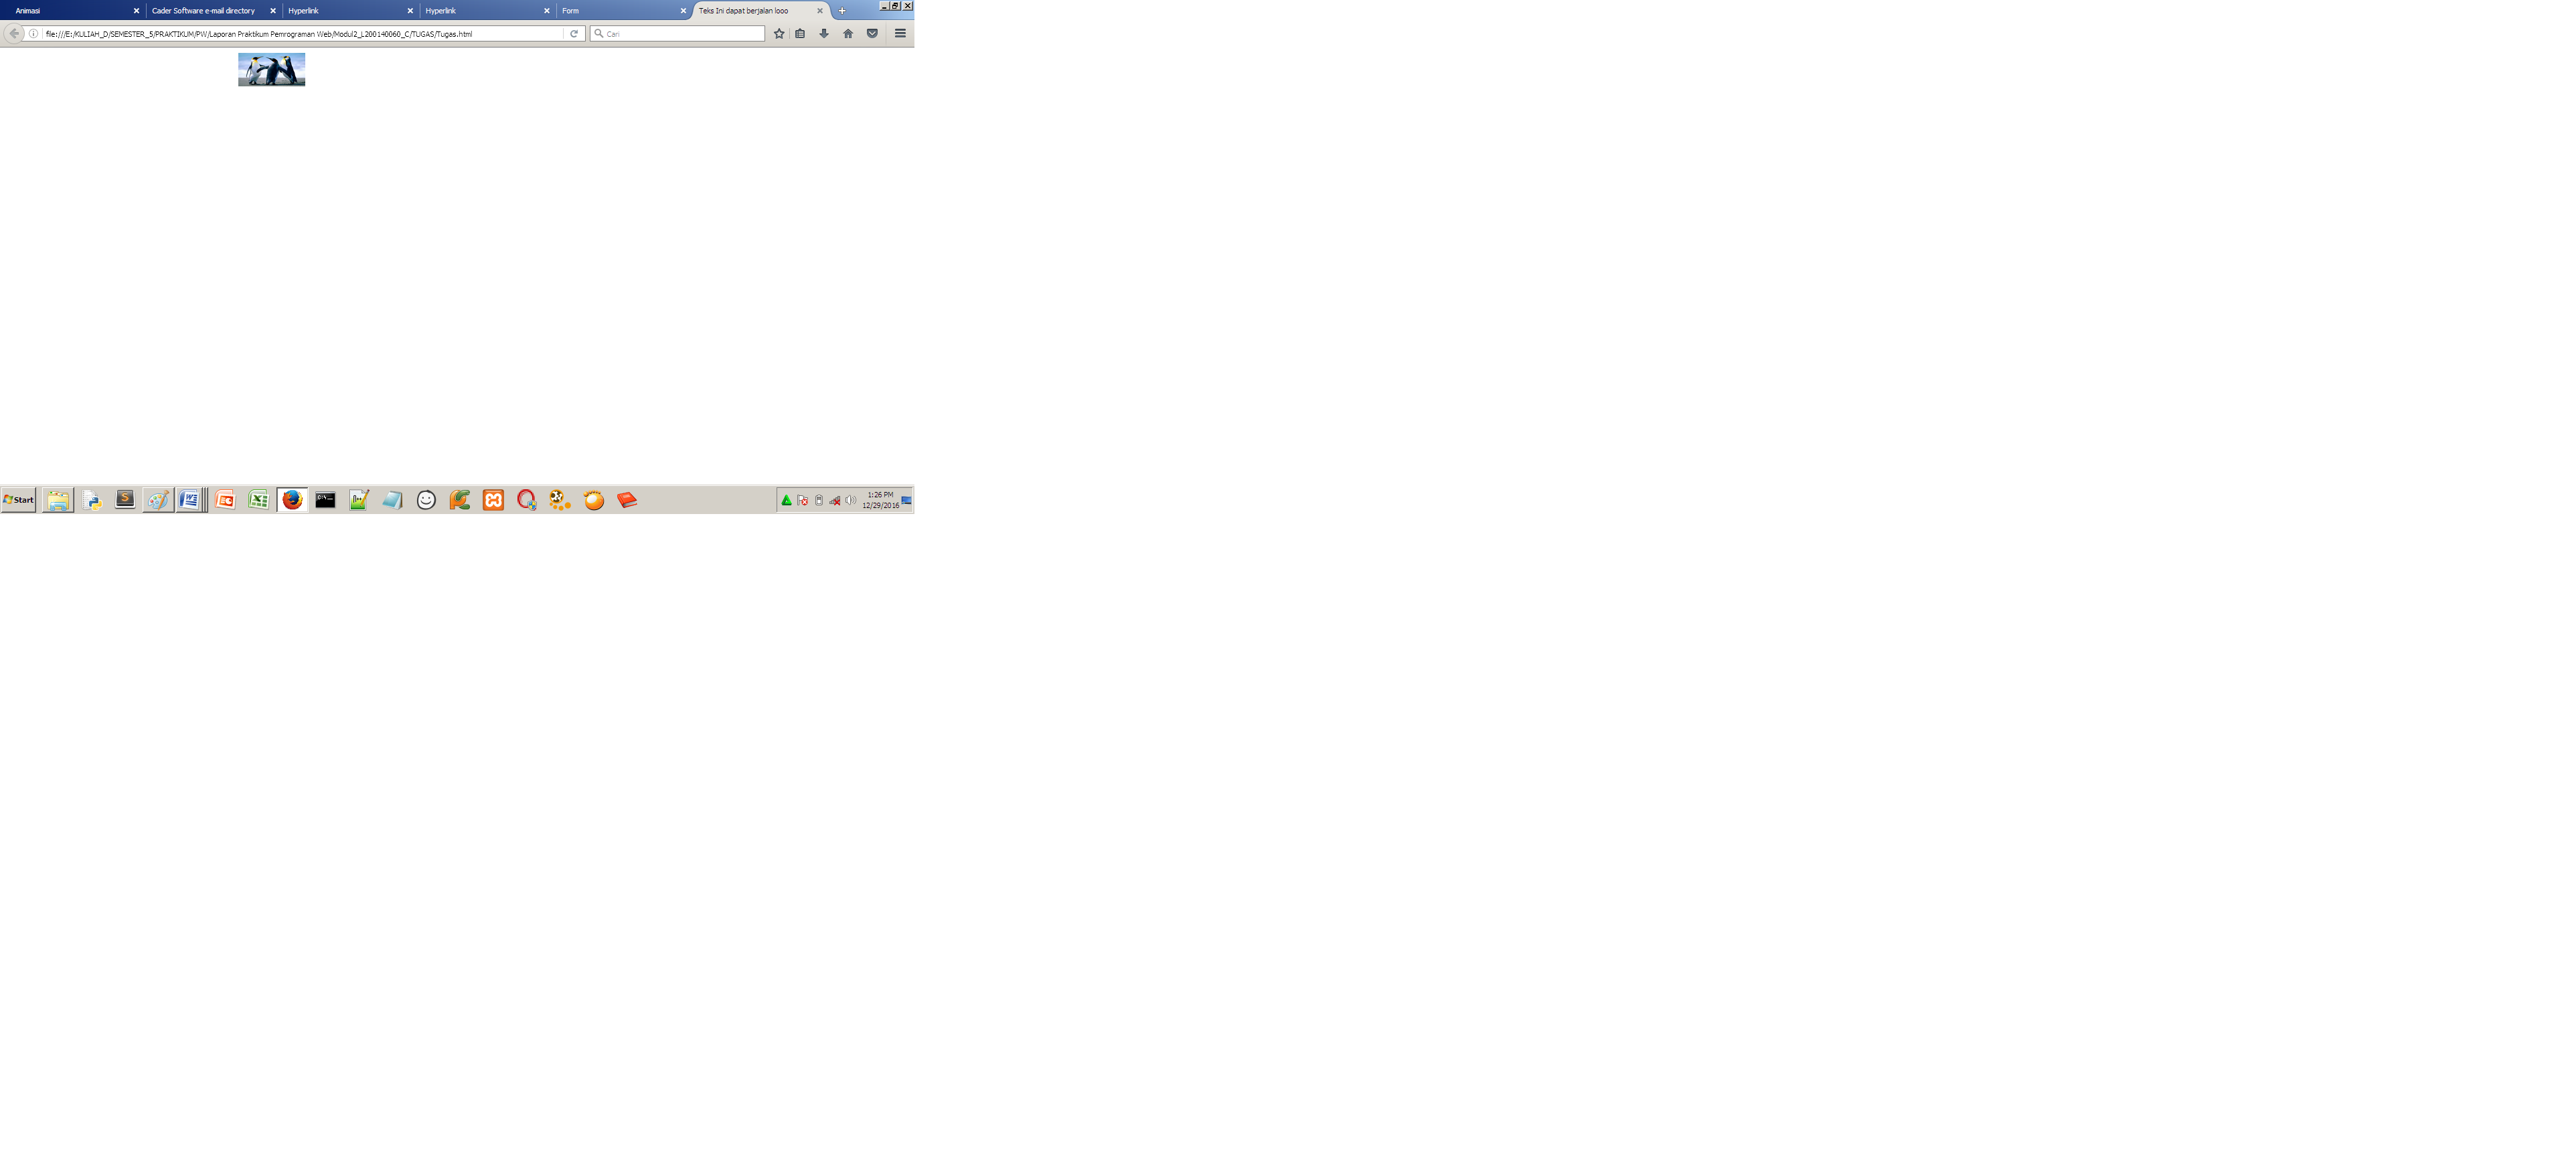 Animasi
Cader Software e-mail directory
Hyperlink
Hyperlink
Form
Teks Ini dapat berjalan looo
file:///E:/KULIAH_D/SEMESTER_5/PRAKTIKUM/PW/Laporan Praktikum Pemrograman Web/Modul2_L200140060_C/TUGAS/Tugas.html
Cari
Start
1:26 PM
12/29/2016